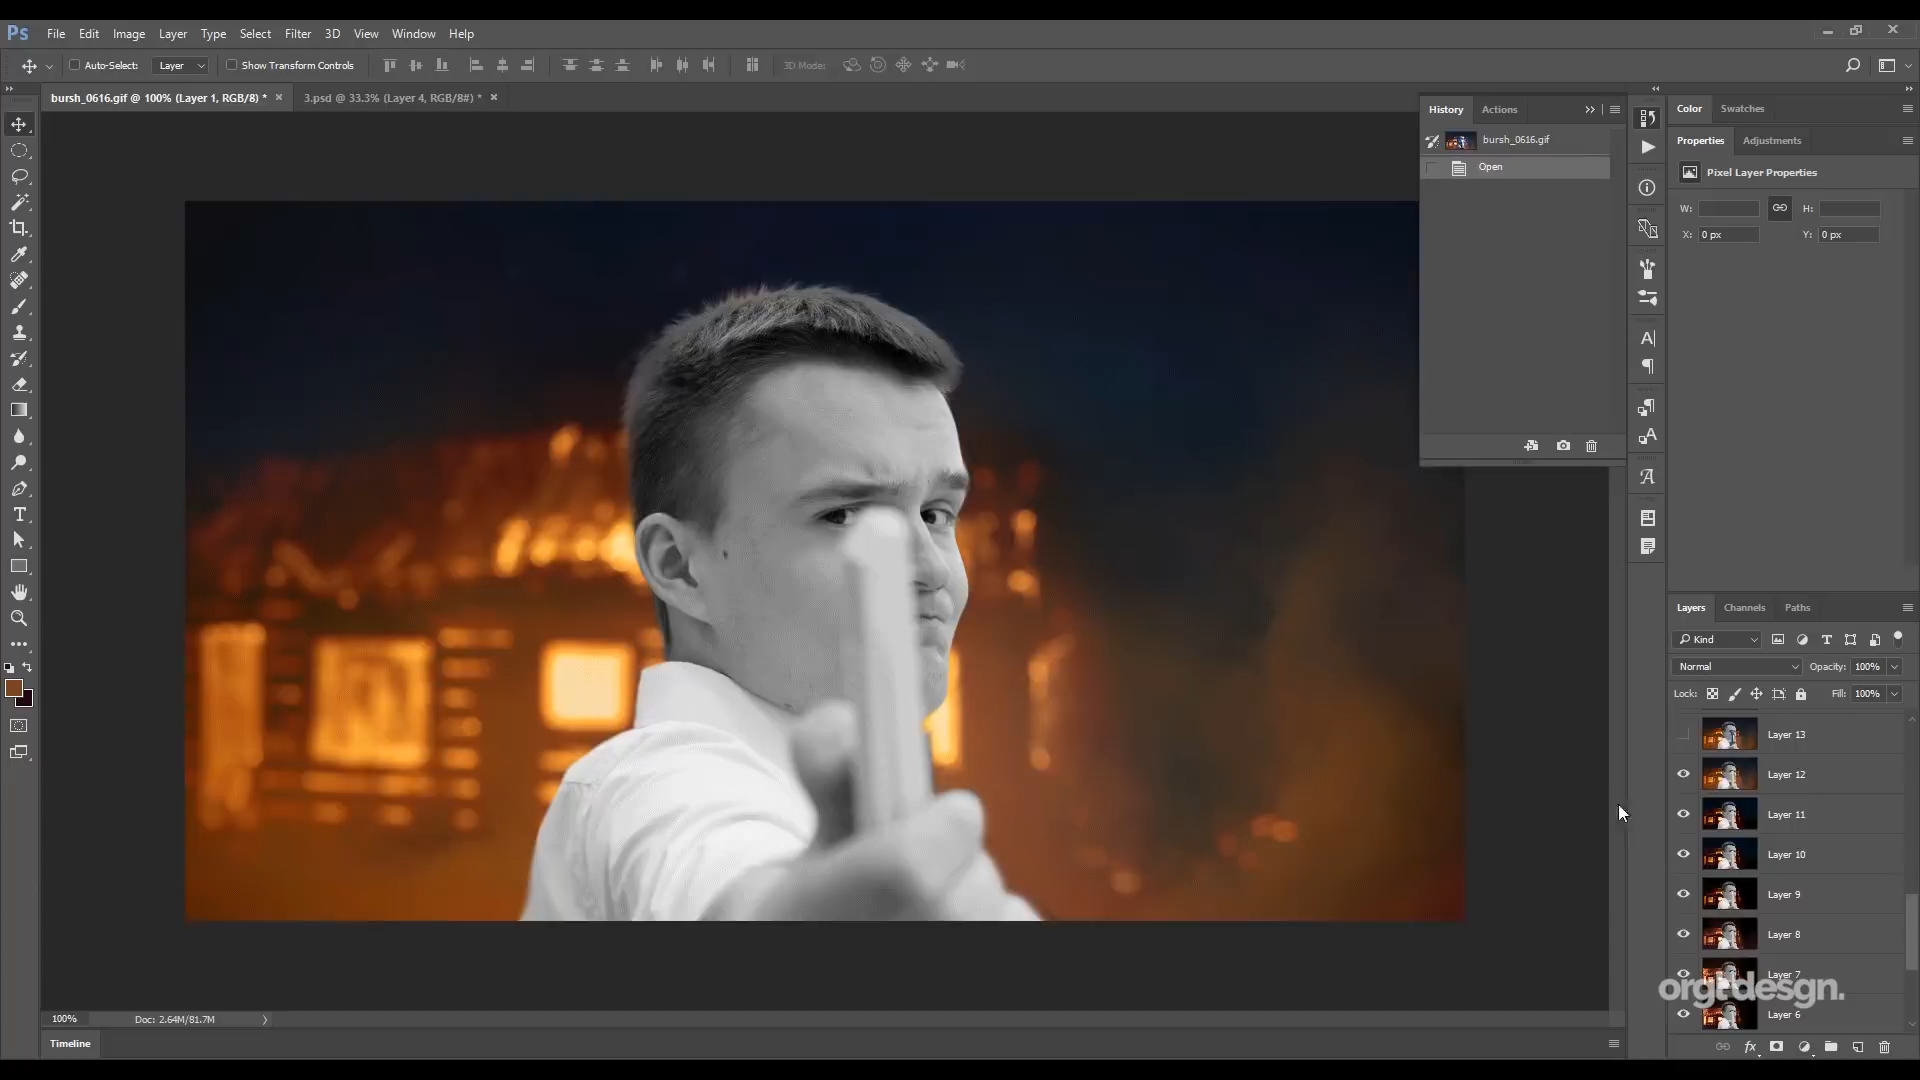 Ps File Edit Image Layer Type Select Filter 3D View Window Help
Auto-Select: Layer Show Transform Controls 3D Mode:
bursh_0616.gif @ 100% (Layer 1, RGB/8) * × 3.psd @ 33.3% (Layer 4, RGB/8#) * ×
History Actions
bursh_0616.gif
Open
Color Swatches
Properties Adjustments
Pixel Layer Properties
W: H:
X: 0 px Y: 0 px
Layers Channels Paths
Kind
Normal Opacity: 100%
Lock: Fill: 100%
Layer 13
Layer 12
Layer 11
Layer 10
Layer 9
Layer 8
Layer 7
Layer 6
100% Doc: 2.64M/81.7M
Timeline